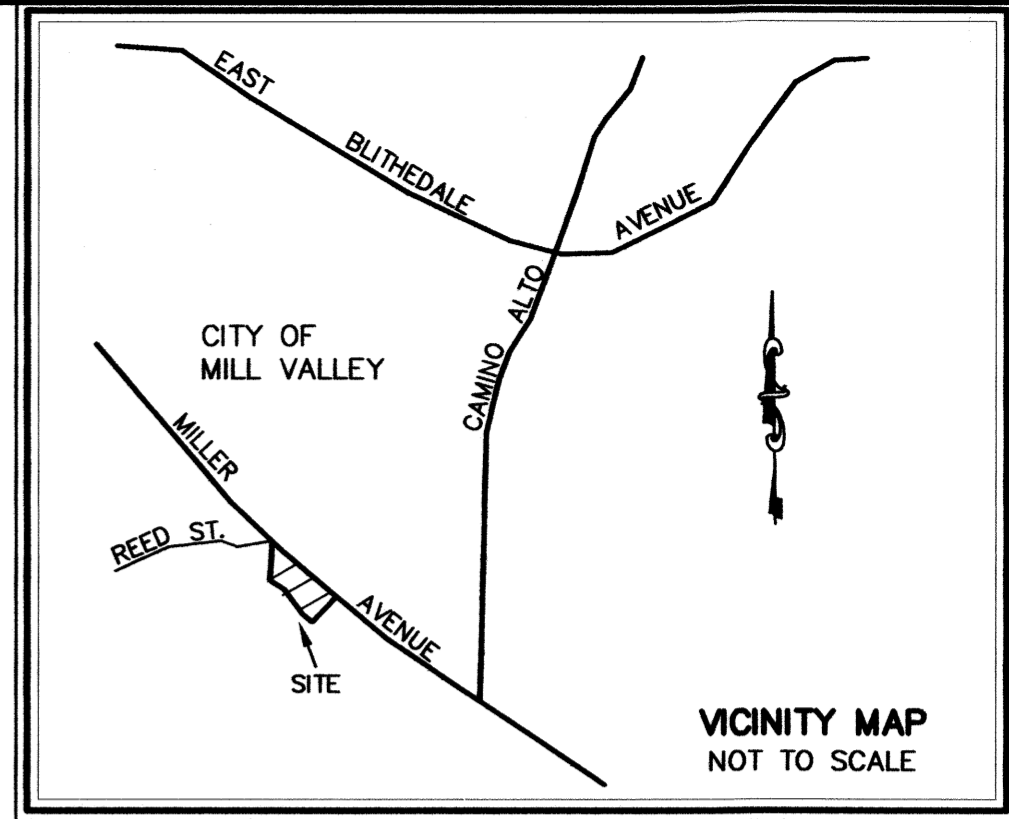 EAST BLITHEDALE AVENUE
CAMINO ALTO
CITY OF
MILL VALLEY
MILLER AVENUE
REED ST.
SITE
VICINITY MAP
NOT TO SCALE